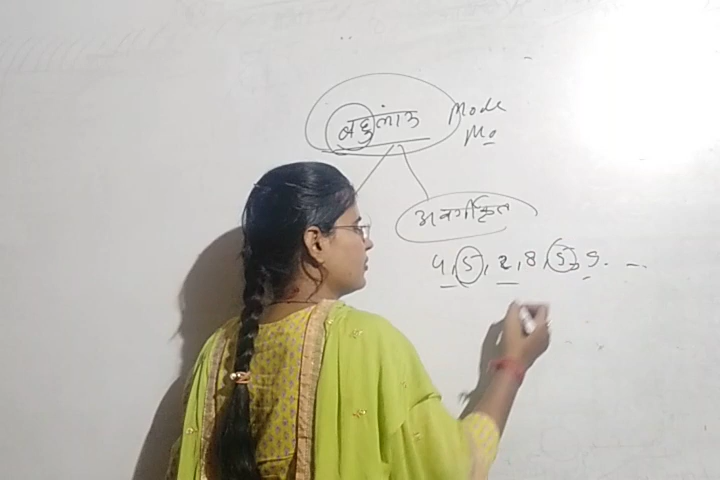 बहुलांक Mode
Mo
अवर्गीकृत
4, 5, 2, 8, 5, 9. ...